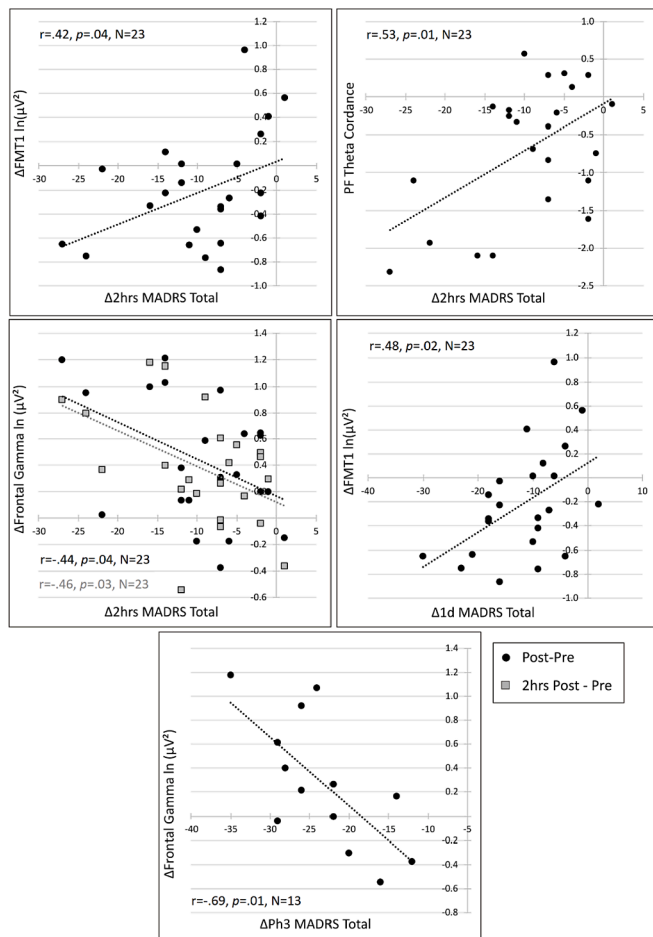 r=.42, p=.04, N=23
ΔFMT1 ln(µV²)
1.2
1.0
0.8
0.6
0.4
0.2
0.0
-30 -25 -20 -15 -10 -5 0 5
-0.2
-0.4
-0.6
-0.8
-1.0
Δ2hrs MADRS Total
r=.53, p=.01, N=23
PF Theta Cordance
1.0
0.5
0.0
-30 -25 -20 -15 -10 -5 0 5
-0.5
-1.0
-1.5
-2.0
-2.5
Δ2hrs MADRS Total
ΔFrontal Gamma ln (µV²)
1.4
1.2
1.0
0.8
0.6
0.4
0.2
0.0
-30 -25 -20 -15 -10 -5 0 5
-0.2
-0.4
-0.6
r=-.44, p=.04, N=23
r=-.46, p=.03, N=23
Δ2hrs MADRS Total
r=.48, p=.02, N=23
ΔFMT1 ln(µV²)
1.2
1.0
0.8
0.6
0.4
0.2
0.0
-40 -30 -20 -10 0 10
-0.2
-0.4
-0.6
-0.8
-1.0
Δ1d MADRS Total
ΔFrontal Gamma ln (µV²)
1.4
1.2
1.0
0.8
0.6
0.4
0.2
0.0
-40 -35 -30 -25 -20 -15 -10 -5
-0.2
-0.4
-0.6
-0.8
r=-.69, p=.01, N=13
ΔPh3 MADRS Total
Post-Pre
2hrs Post - Pre